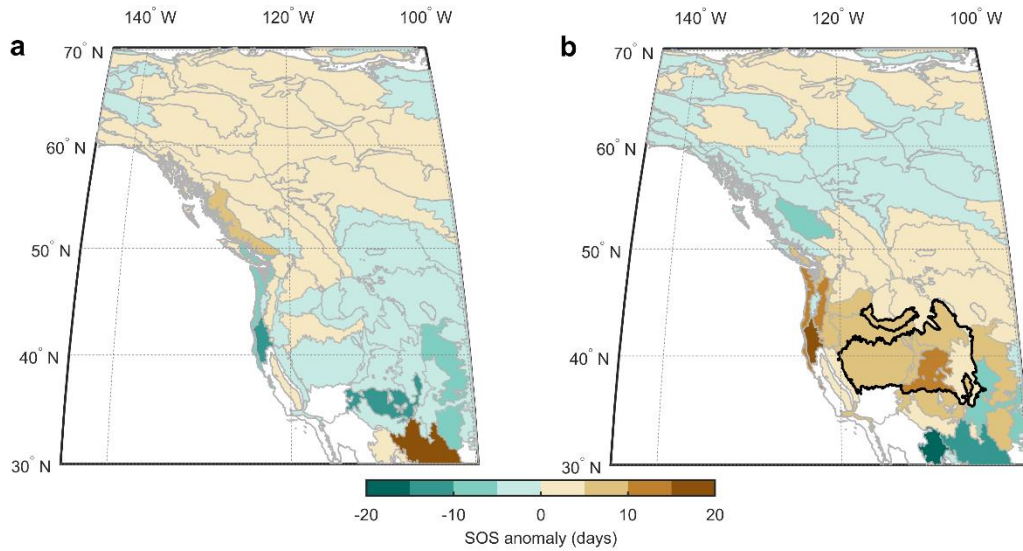 140° W 120° W 100° W 140° W 120° W 100° W
a b
70° N 70° N
60° N 60° N
50° N 50° N
40° N 40° N
30° N 30° N
-20 -10 0 10 20
SOS anomaly (days)